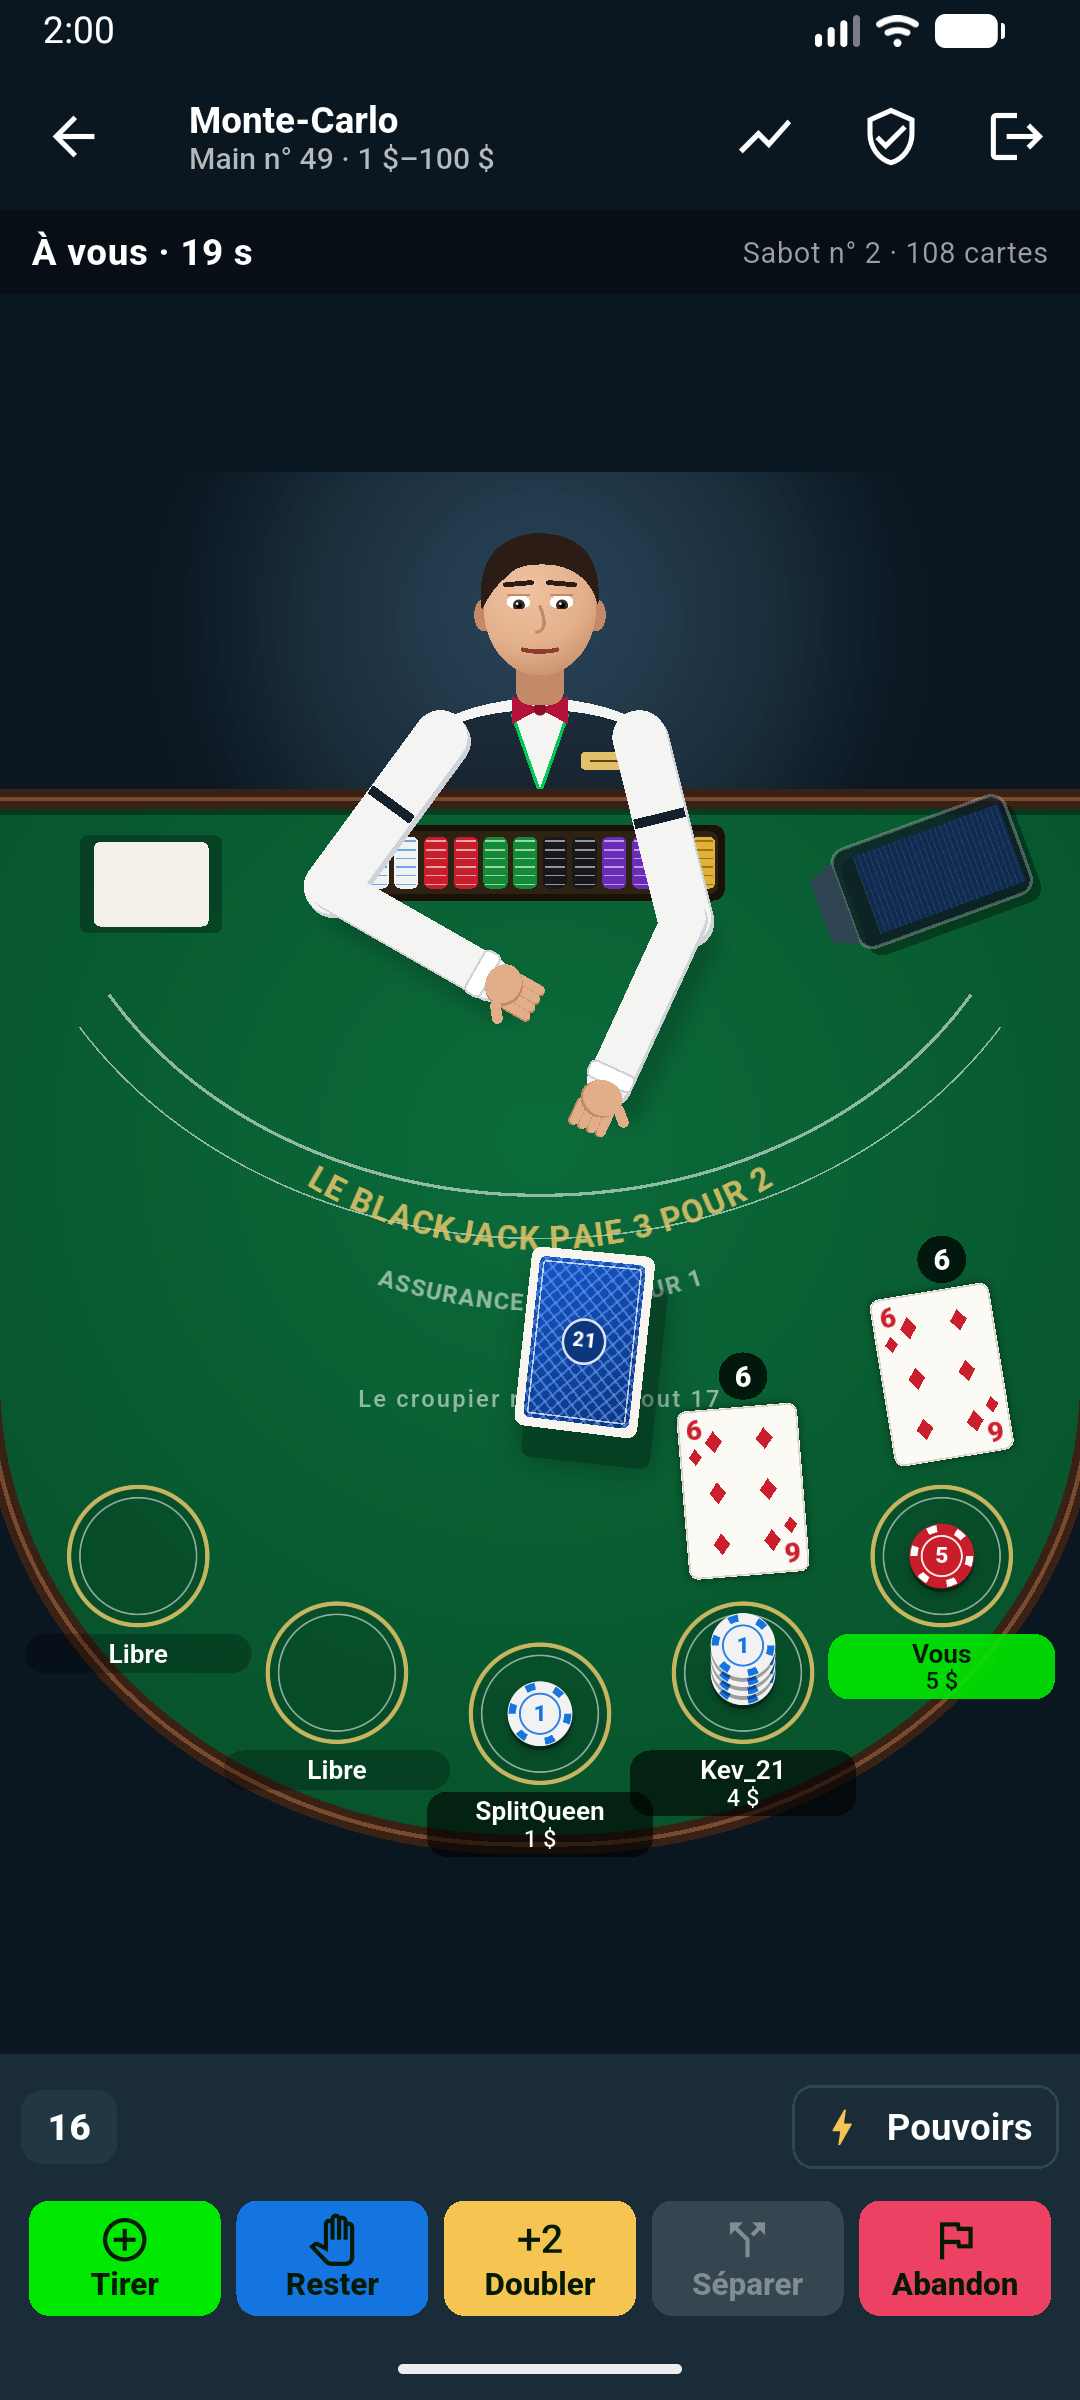 2:00
Monte-Carlo
Main n° 49 · 1 $–100 $
À vous · 19 s
Sabot n° 2 · 108 cartes
LE BLACKJACK PAIE 3 POUR 2
ASSURANCE UR 1
21
Le croupier out 17
6
6
6
6
6
6
5
1
1
Libre
Vous
5 $
Libre
Kev_21
4 $
SplitQueen
1 $
16
Pouvoirs
+2
Tirer
Rester
Doubler
Séparer
Abandon